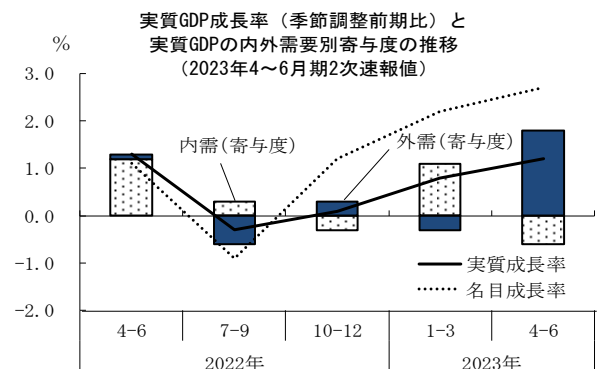 実質GDP成長率（季節調整前期比）と
実質GDPの内外需要別寄与度の推移
（2023年4～6月期2次速報値）
%
3.0
2.0
1.0
0.0
-1.0
-2.0
内需（寄与度）
外需（寄与度）
実質成長率
名目成長率
4-6
7-9
10-12
1-3
4-6
2022年
2023年